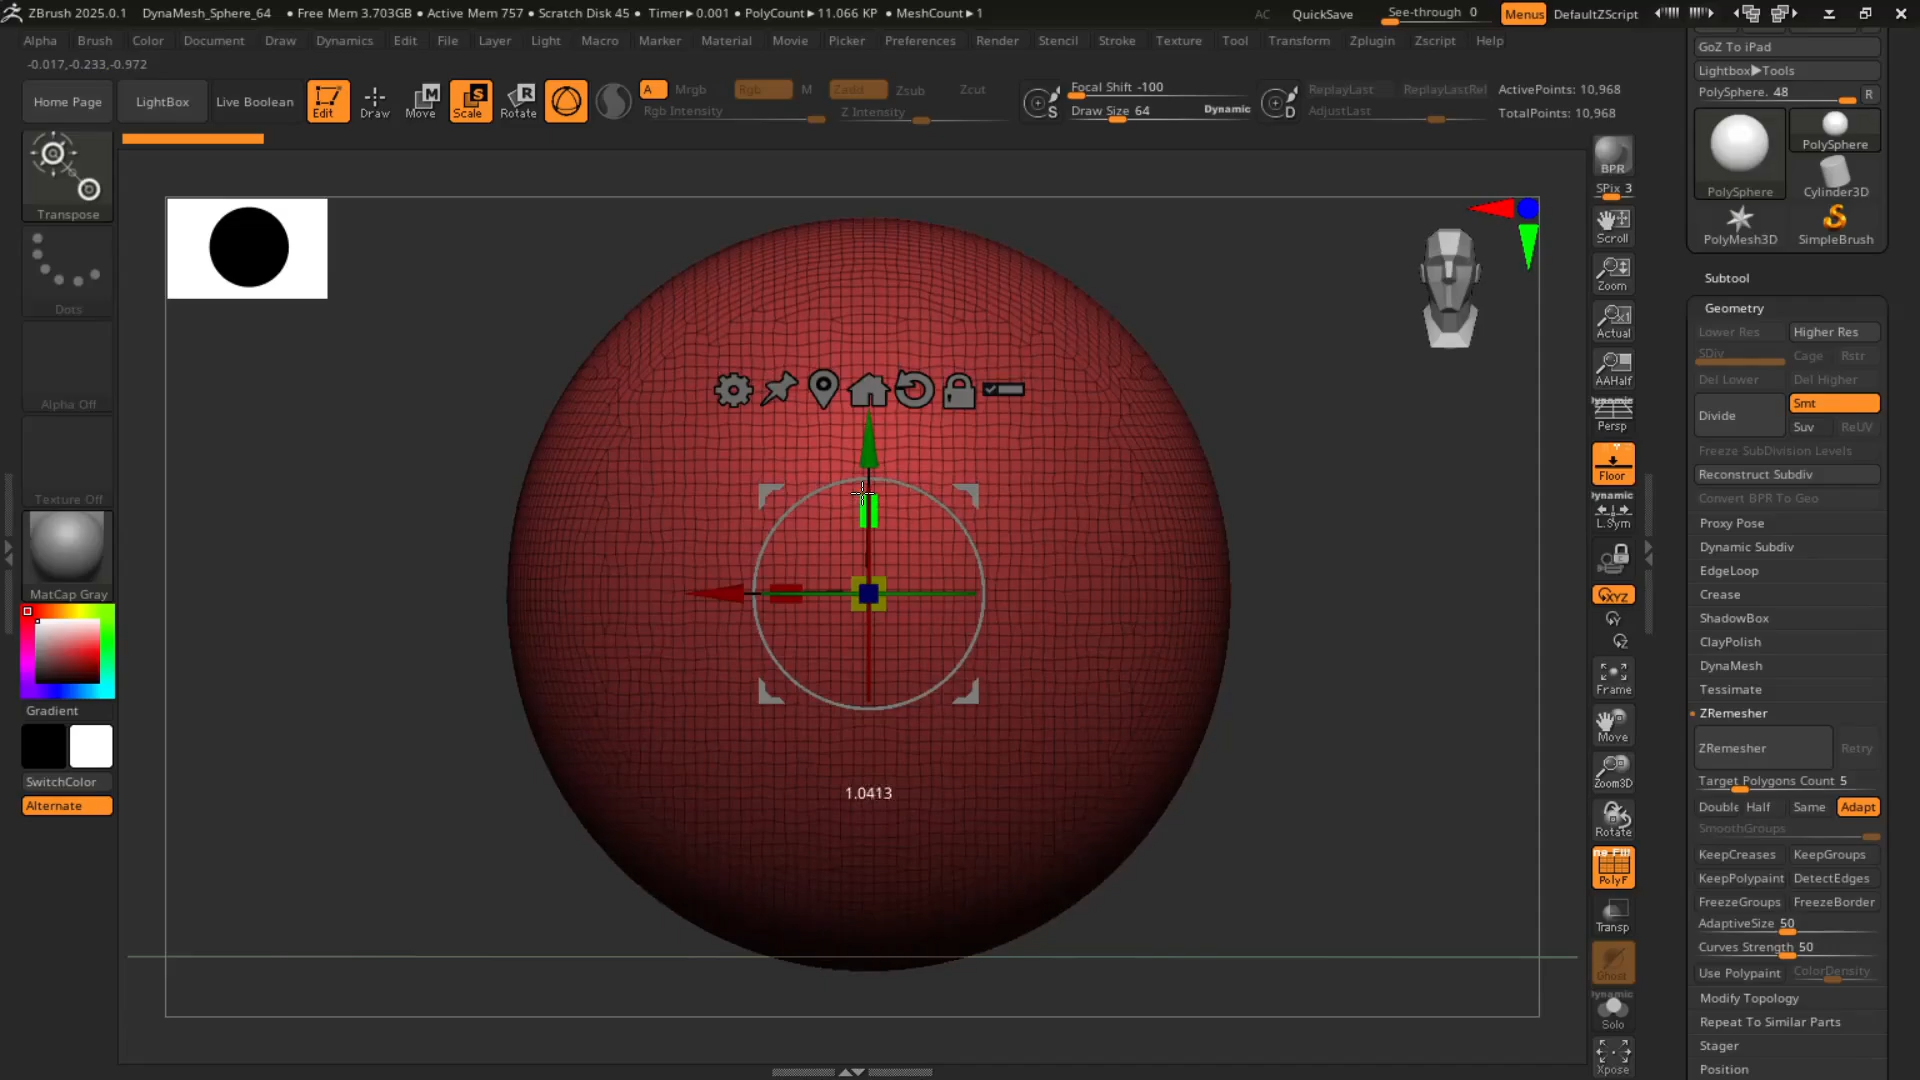 ZBrush 2025.0.1 DynaMesh_Sphere_64 • Free Mem 3.703GB • Active Mem 757 • Scratch Disk 45 • Timer▶0.001 • PolyCount▶11.066 KP • MeshCount▶1 AC QuickSave See-through 0 Menus DefaultZScript
Alpha Brush Color Document Draw Dynamics Edit File Layer Light Macro Marker Material Movie Picker Preferences Render Stencil Stroke Texture Tool Transform Zplugin Zscript Help
-0.017,-0.233,-0.972
Home Page LightBox Live Boolean Edit Draw Move Scale Rotate A Mrgb Rgb M Zadd Zsub Zcut Focal Shift -100 ReplayLast ReplayLastRel ActivePoints: 10,968
Rgb Intensity Z Intensity Draw Size 64 Dynamic AdjustLast TotalPoints: 10,968
M S R S D
Transpose
Dots
Alpha Off
Texture Off
MatCap Gray
Gradient
SwitchColor
Alternate
1.0413
BPR
SPix 3
Scroll
Zoom
Actual
AAHalf
Dynamic
Persp
Floor
Dynamic
L.Sym
XYZ
Y
Z
Frame
Move
Zoom3D
Rotate
PolyF
Transp
Ghost
Dynamic
Solo
Xpose
GoZ To iPad
Lightbox▶Tools
PolySphere. 48 R
PolySphere
PolySphere
Cylinder3D
PolyMesh3D SimpleBrush
Subtool
Geometry
Lower Res Higher Res
SDiv Cage Rstr
Del Lower Del Higher
Divide Smt
Suv ReUV
Freeze SubDivision Levels
Reconstruct Subdiv
Convert BPR To Geo
Proxy Pose
Dynamic Subdiv
EdgeLoop
Crease
ShadowBox
ClayPolish
DynaMesh
Tessimate
ZRemesher
ZRemesher Retry
Target Polygons Count 5
Double Half Same Adapt
SmoothGroups
KeepCreases KeepGroups
KeepPolypaint DetectEdges
FreezeGroups FreezeBorder
AdaptiveSize 50
Curves Strength 50
Use Polypaint ColorDensity
Modify Topology
Repeat To Similar Parts
Stager
Position